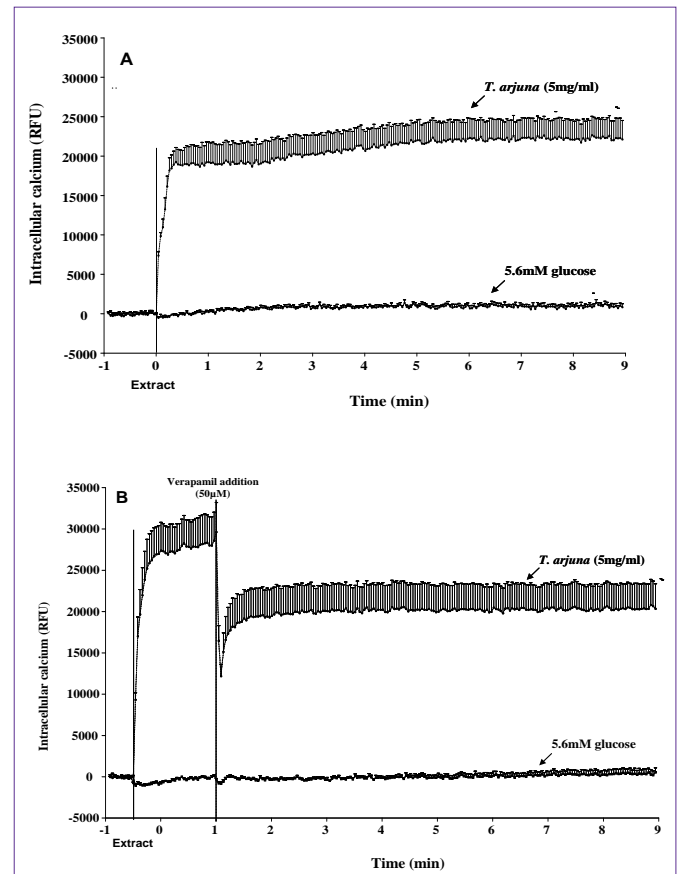 A
35000
30000
25000
20000
15000
10000
5000
0
-5000
Intracellular calcium (RFU)
T. arjuna (5mg/ml)
5.6mM glucose
-1 0 1 2 3 4 5 6 7 8 9
Extract
Time (min)
B
Verapamil addition
(50µM)
35000
30000
25000
20000
15000
10000
5000
0
-5000
Intracellular calcium (RFU)
T. arjuna (5mg/ml)
5.6mM glucose
-1 0 1 2 3 4 5 6 7 8 9
Extract
Time (min)